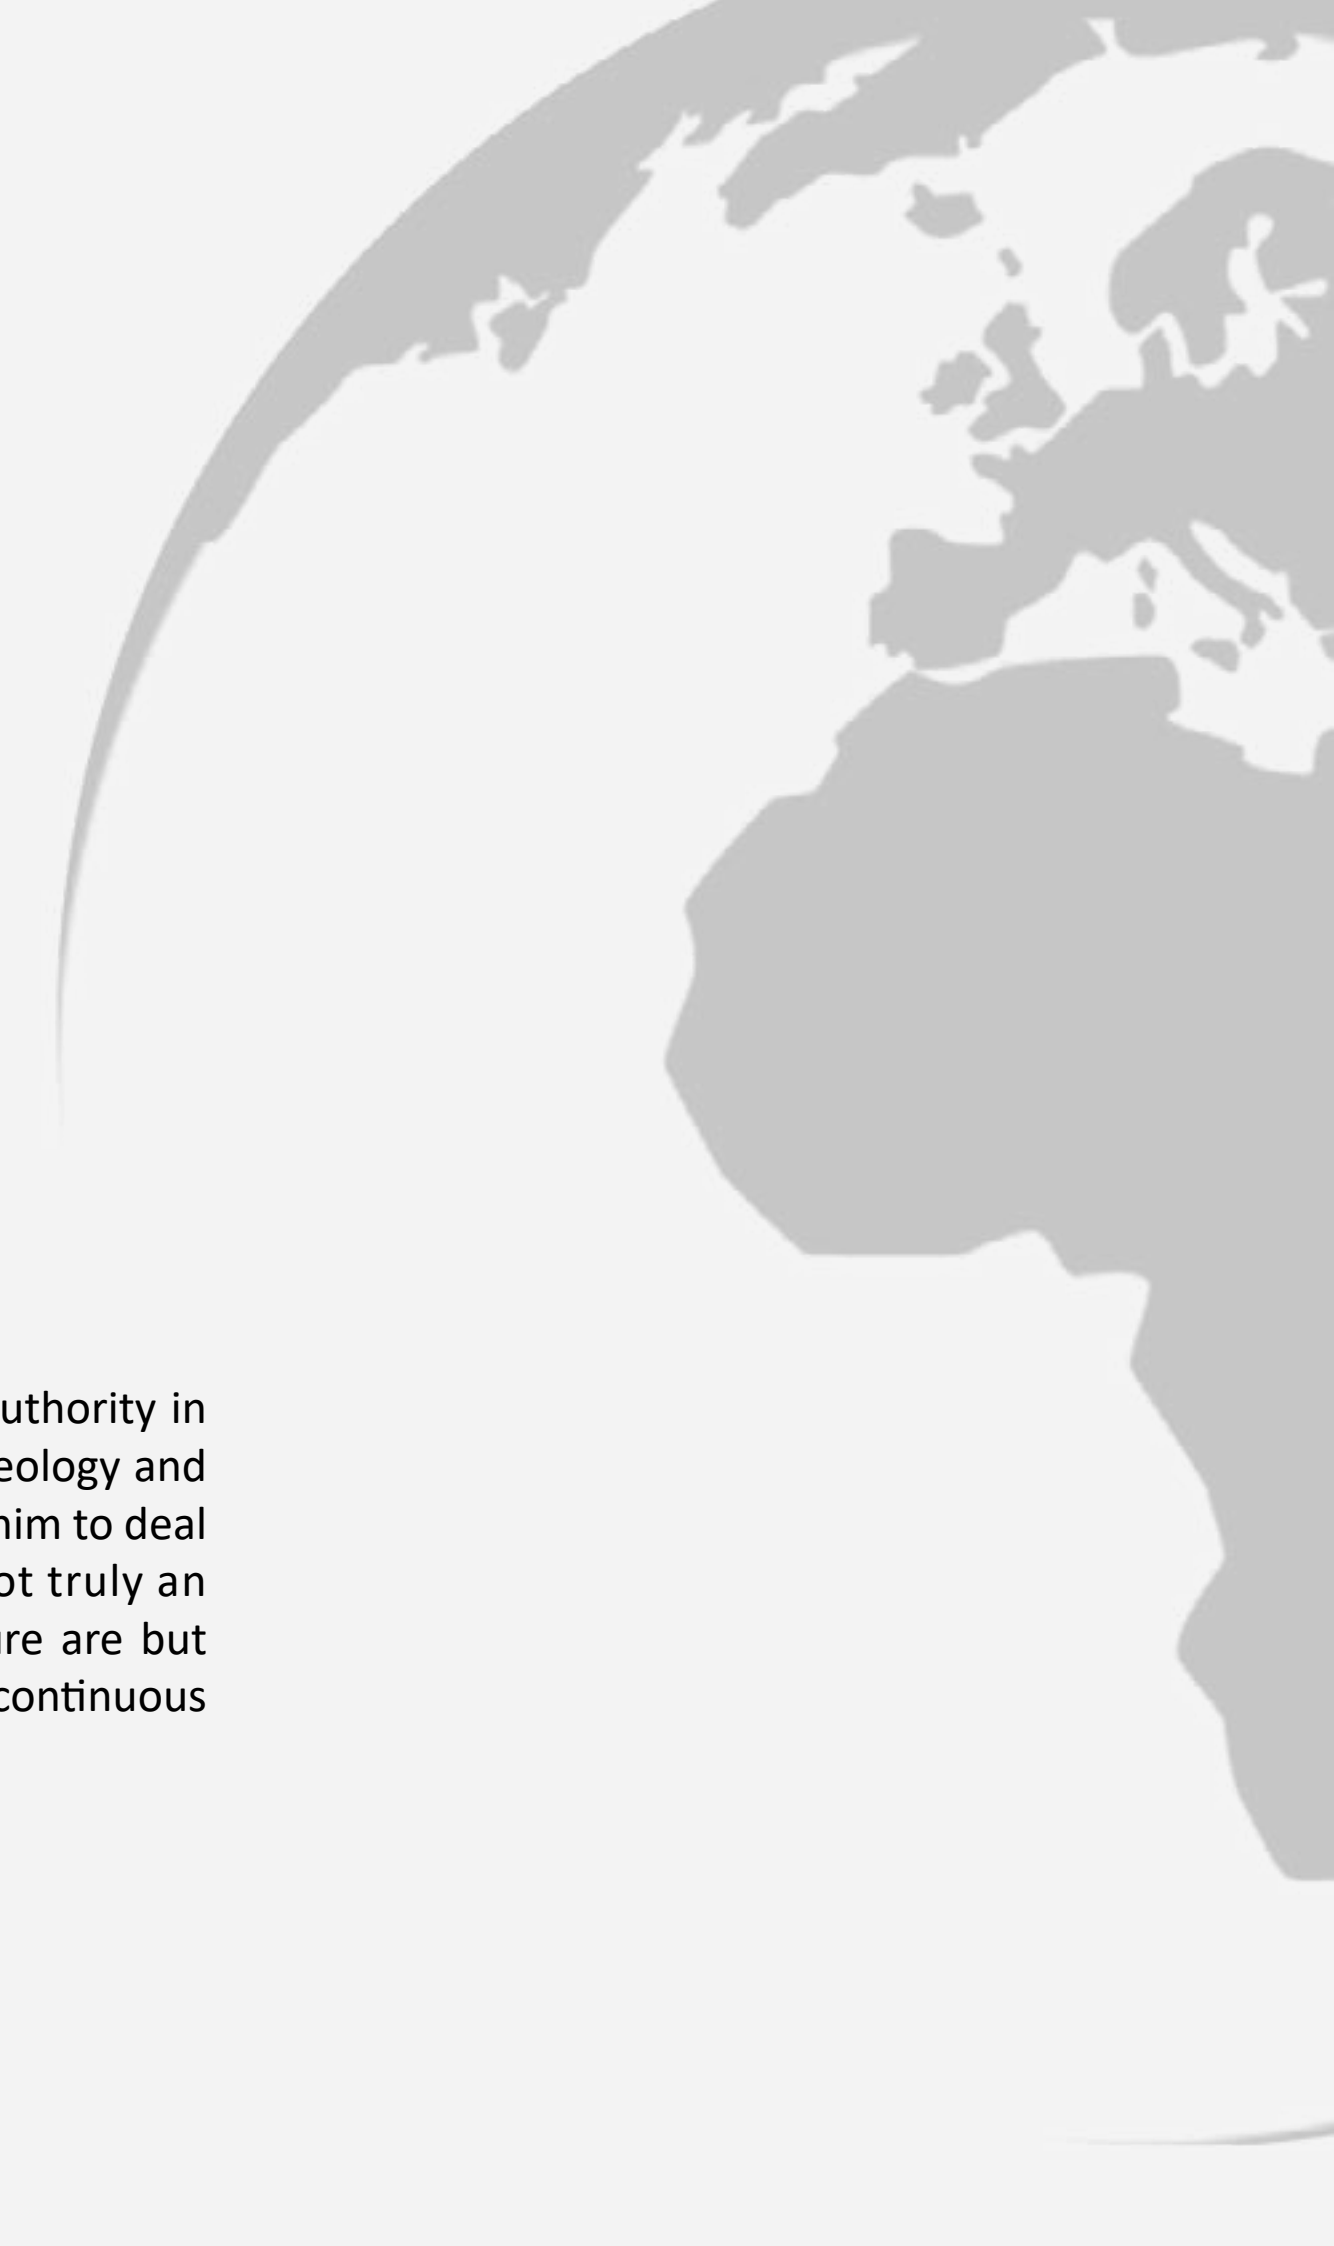 uthority in
eology and
him to deal
ot truly an
ure are but
continuous